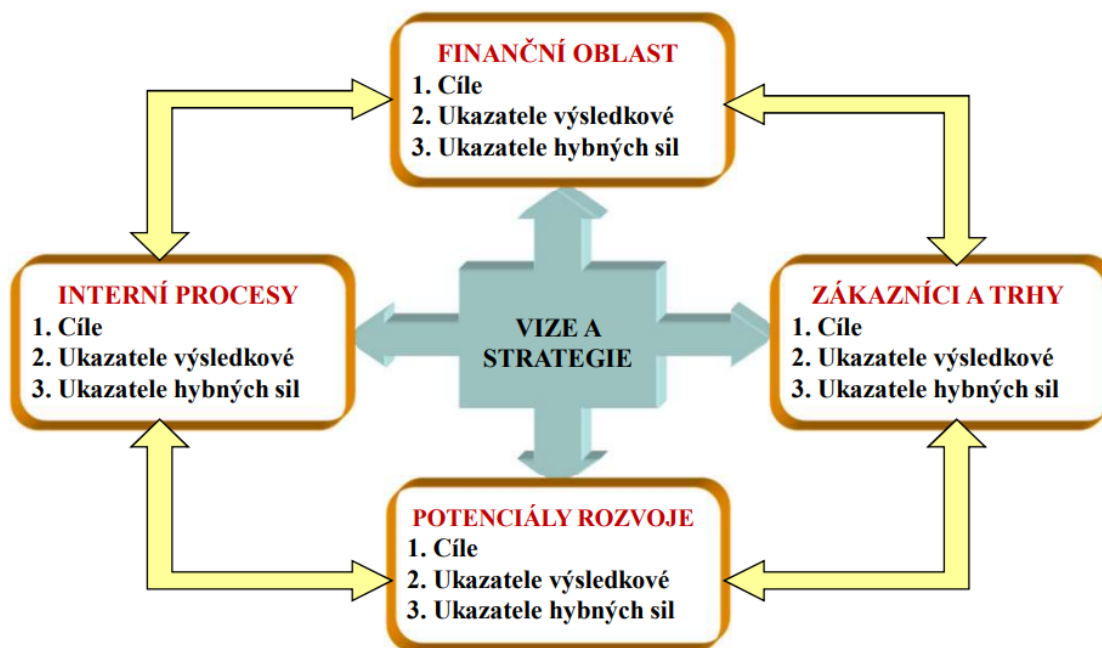 FINANČNÍ OBLAST
1. Cíle
2. Ukazatele výsledkové
3. Ukazatele hybných sil
INTERNÍ PROCESY
1. Cíle
2. Ukazatele výsledkové
3. Ukazatele hybných sil
VIZE A
STRATEGIE
ZÁKAZNÍCI A TRHY
1. Cíle
2. Ukazatele výsledkové
3. Ukazatele hybných sil
POTENCIÁLY ROZVOJE
1. Cíle
2. Ukazatele výsledkové
3. Ukazatele hybných sil